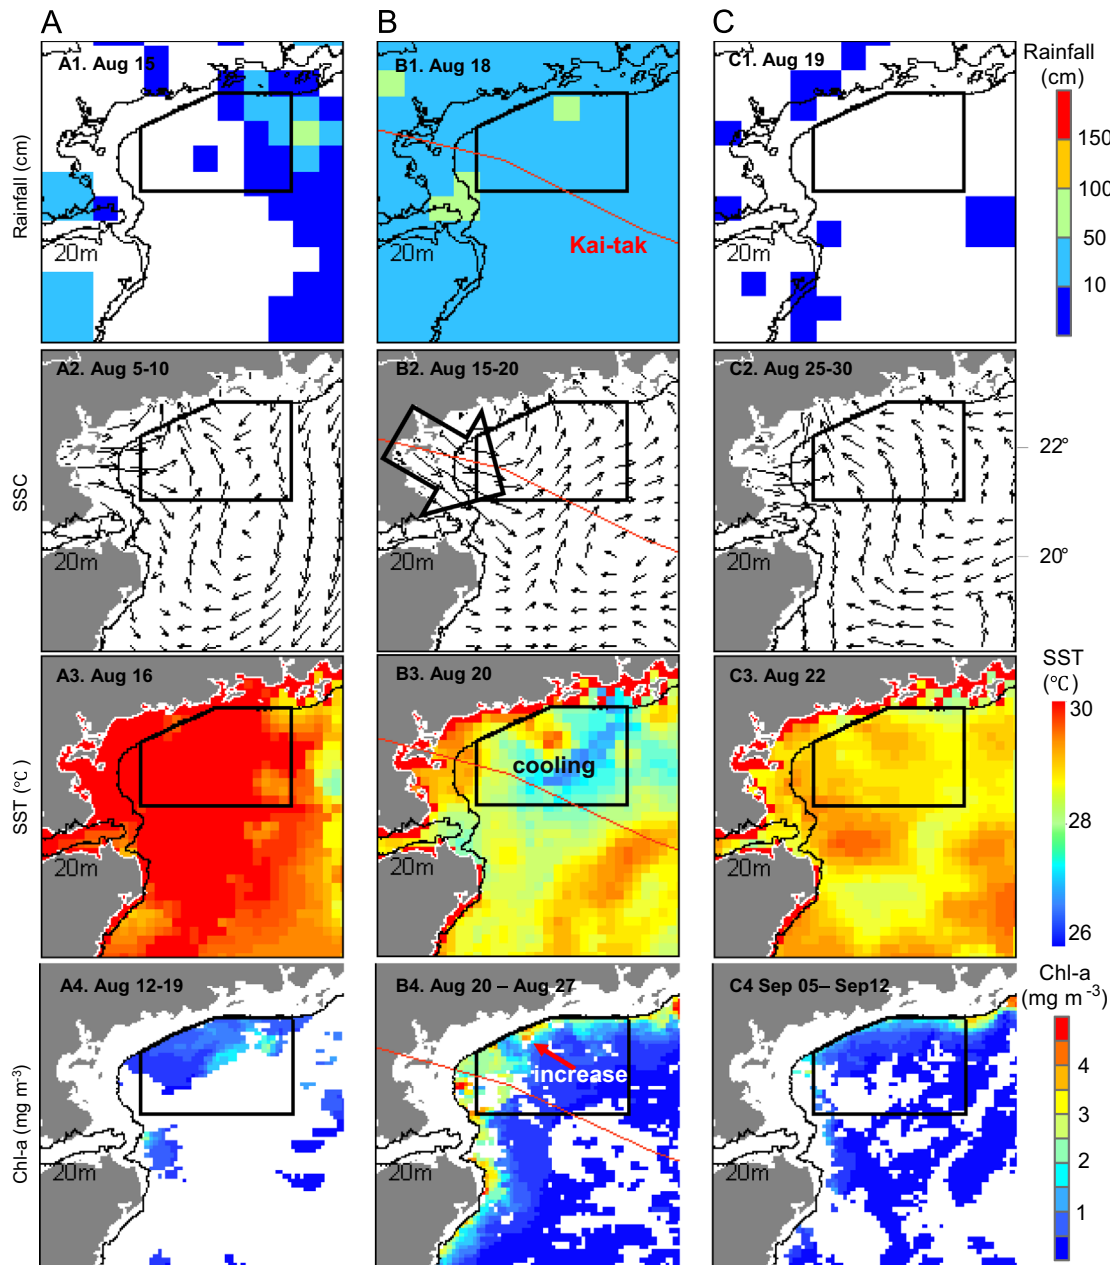 A B C
A1. Aug 15
B1. Aug 18
C1. Aug 19
Rainfall
(cm)
150
100
50
10
Rainfall (cm)
20m
Kai-tak
20m
A2. Aug 5-10
B2. Aug 15-20
C2. Aug 25-30
22°
20°
SSC
20m
20m
20m
A3. Aug 16
B3. Aug 20
C3. Aug 22
SST
(℃)
30
28
26
SST (℃)
cooling
20m
20m
20m
A4. Aug 12-19
B4. Aug 20 – Aug 27
C4 Sep 05– Sep12
Chl-a
(mg m⁻³)
4
3
2
1
Chl-a (mg m⁻³)
increase
20m
20m
20m